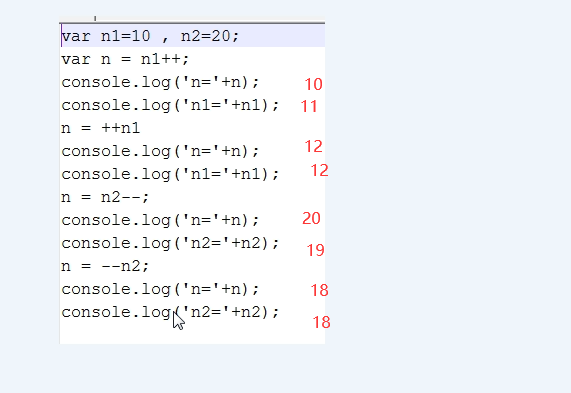 var n1=10 , n2=20;
var n = n1++;
console.log('n='+n); 10
console.log('n1='+n1); 11
n = ++n1
console.log('n='+n); 12
console.log('n1='+n1); 12
n = n2--;
console.log('n='+n); 20
console.log('n2='+n2); 19
n = --n2;
console.log('n='+n); 18
console.log('n2='+n2); 18